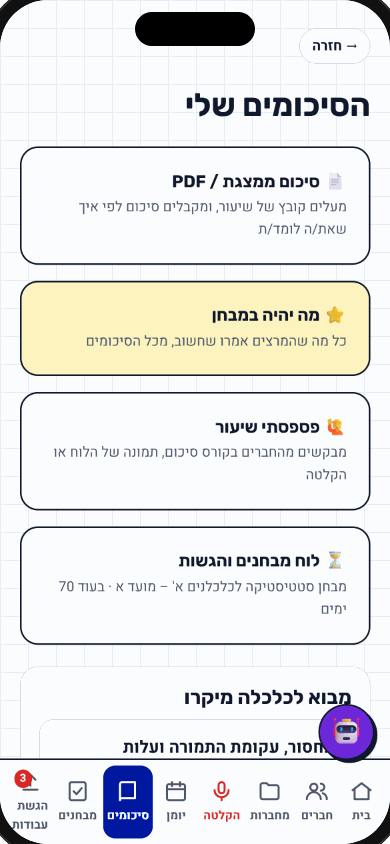 → חזרה
הסיכומים שלי
סיכום ממצגת / PDF
מעלים קובץ של שיעור, ומקבלים סיכום לפי איך
שאת/ה לומד/ת
מה יהיה במבחן
כל מה שהמרצים אמרו שחשוב, מכל הסיכומים
פספסתי שיעור
מבקשים מהחברים בקורס סיכום, תמונה של הלוח או
הקלטה
לוח מבחנים והגשות
מבחן סטטיסטיקה לכלכלנים א' – מועד א · בעוד 70
ימים
מבוא לכלכלה מיקרו
עקומת התמורה ועלות
בית
חברים
מחברות
הקלטה
יומן
סיכומים
מבחנים
3
הגשת
עבודות